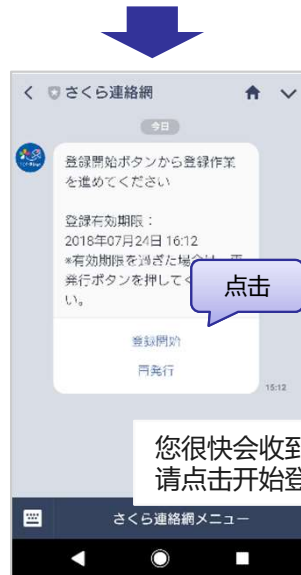 さくら連絡網
今日
登録開始ボタンから登録作業
を進めてください
登録有効期限：
2018年07月24日 16:12
*有効期限を過ぎた場合は
発行ボタンを押してく
い。
点击
登録開始
再発行
15:12
您很快会收到
请点击开始登
さくら連絡網メニュー